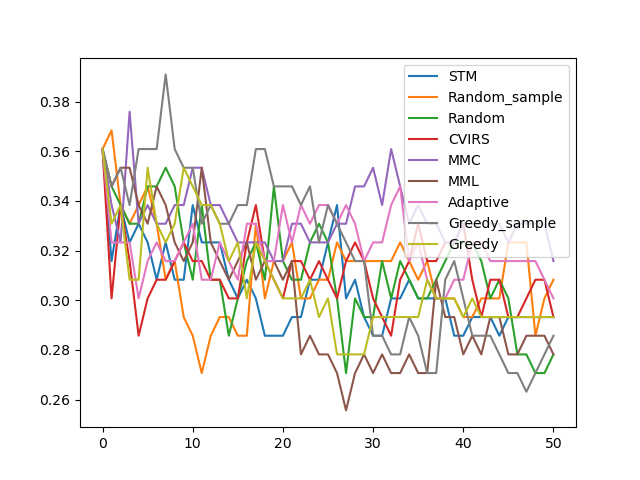 STM
Random_sample
Random
CVIRS
MMC
MML
Adaptive
Greedy_sample
Greedy
0.38
0.36
0.34
0.32
0.30
0.28
0.26
0 10 20 30 40 50